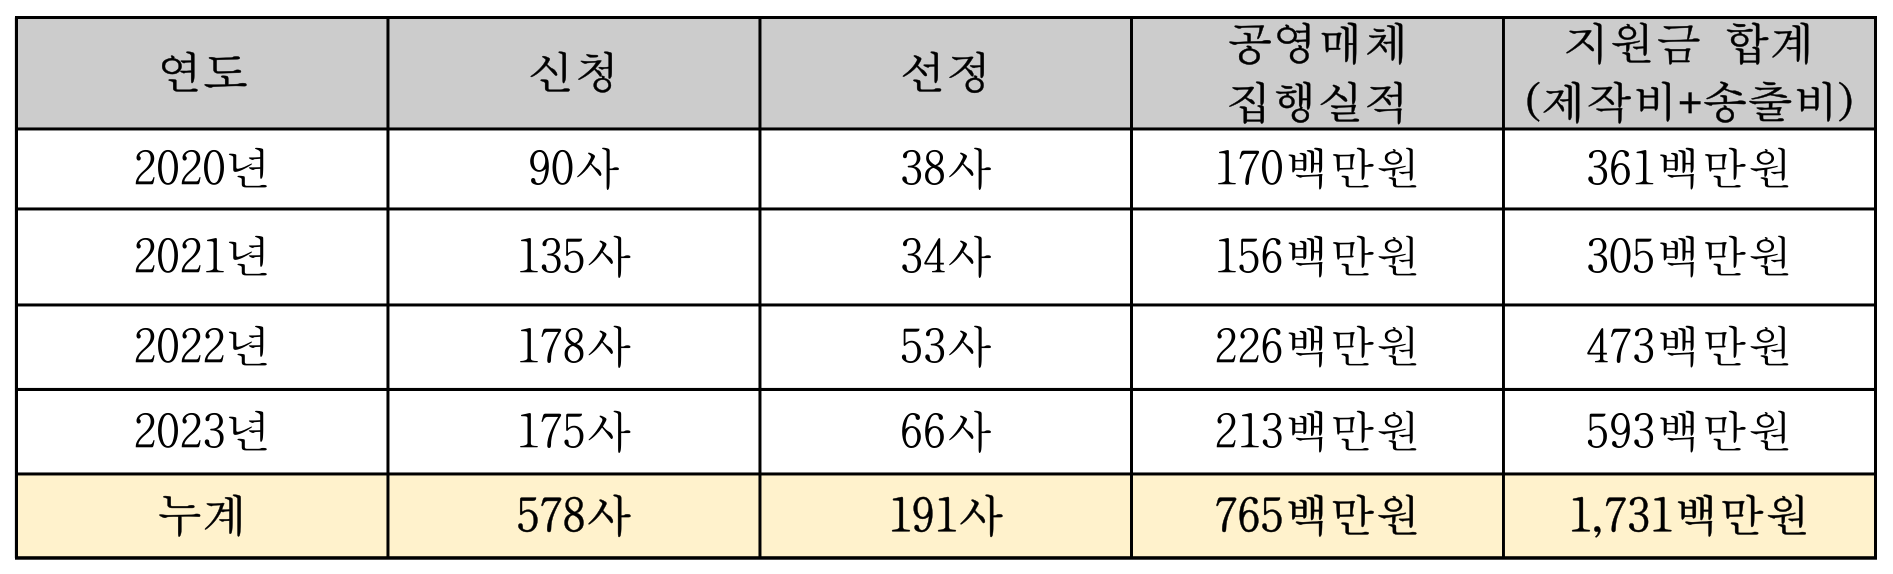 연도 신청 선정 공영매체 집행실적 지원금 합계 (제작비+송출비)
2020년 90사 38사 170백만원 361백만원
2021년 135사 34사 156백만원 305백만원
2022년 178사 53사 226백만원 473백만원
2023년 175사 66사 213백만원 593백만원
누계 578사 191사 765백만원 1,731백만원